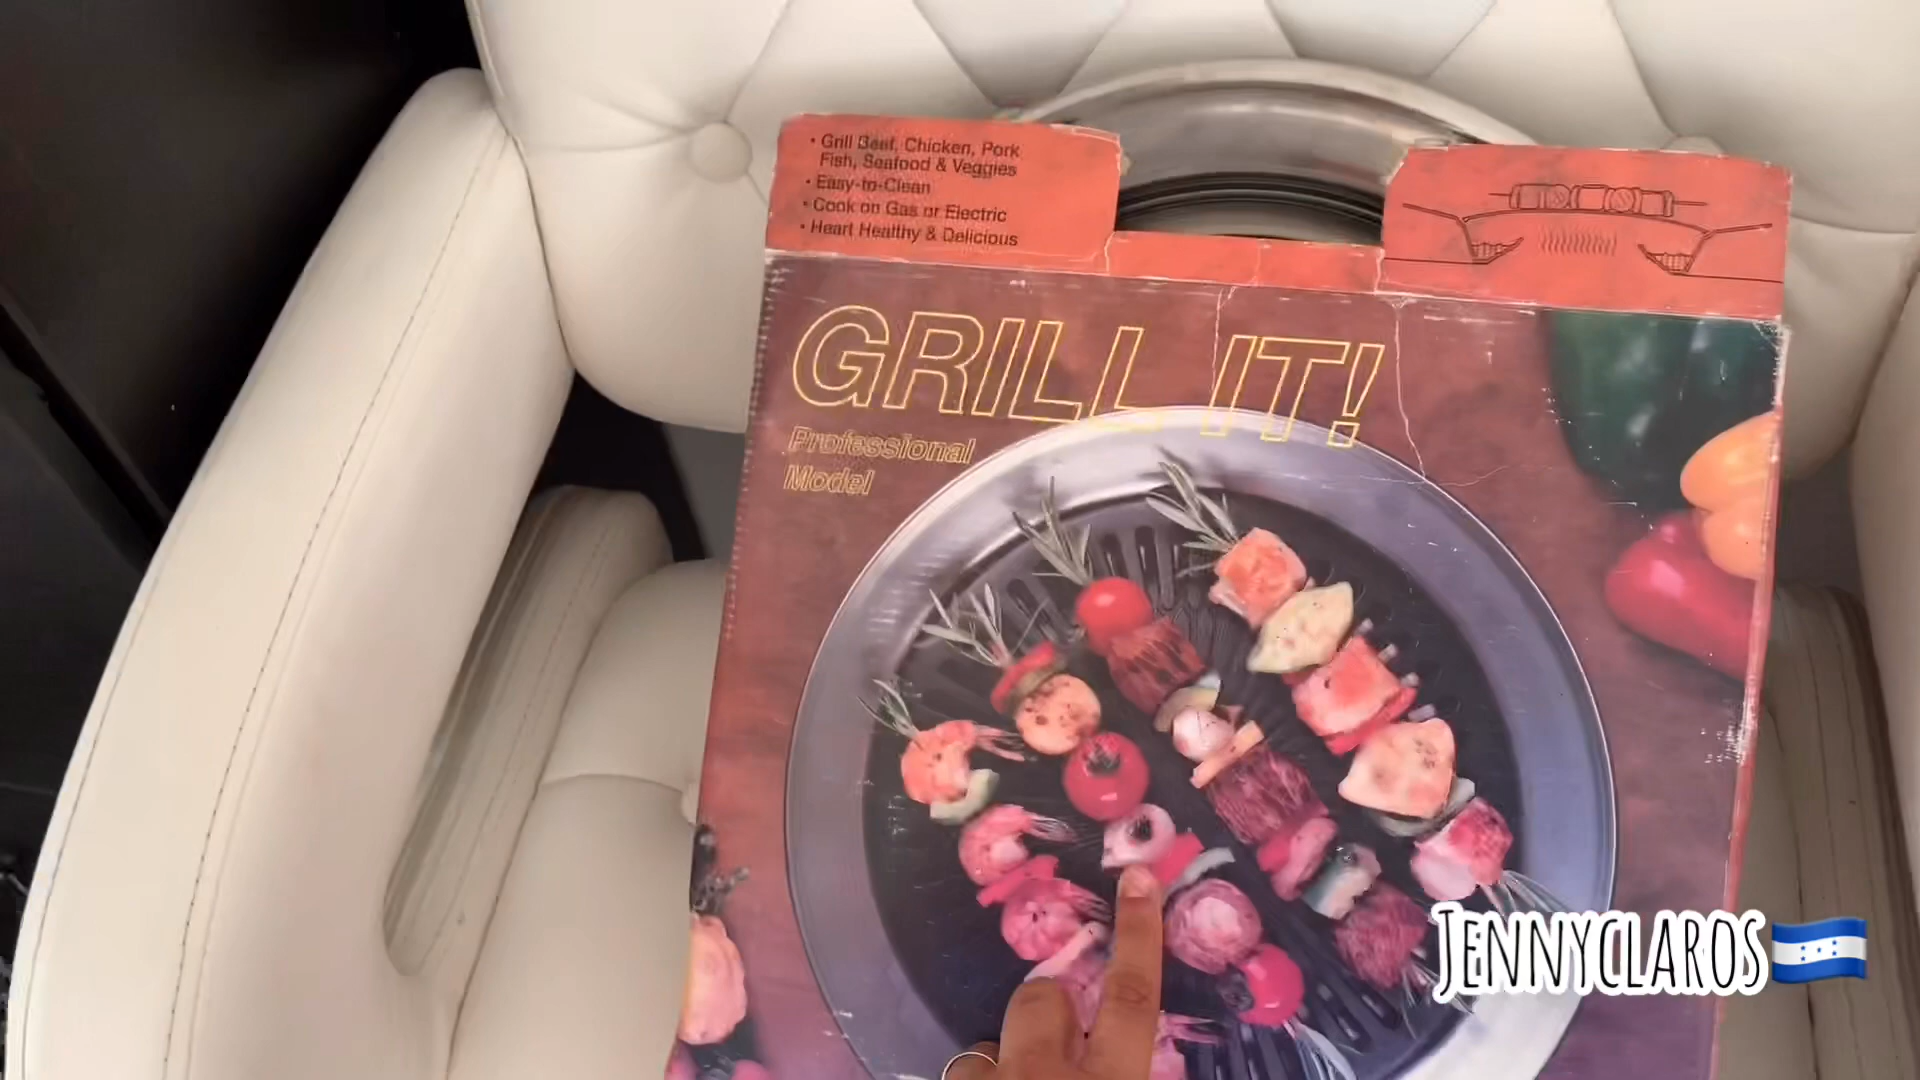 • Grill Beef, Chicken, Pork
Fish, Seafood & Veggies
• Easy-to-Clean
• Cook on Gas or Electric
• Heart Healthy & Delicious
GRILL IT!
Professional
Model
JENNYCLAROS